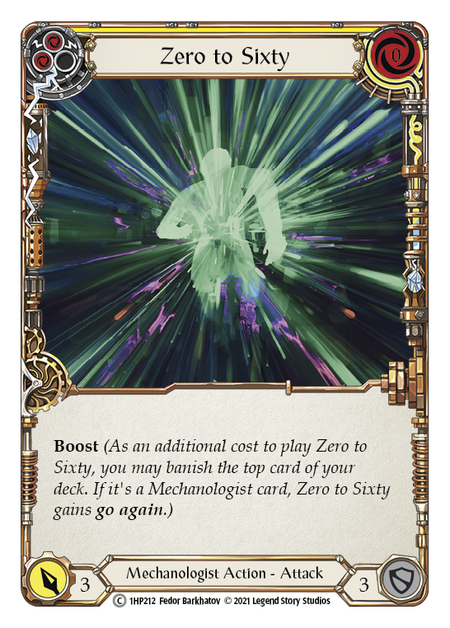 Zero to Sixty
0
Boost (As an additional cost to play Zero to
Sixty, you may banish the top card of your
deck. If it's a Mechanologist card, Zero to Sixty
gains go again.)
3
Mechanologist Action - Attack
3
C 1HP212 Fedor Barkhatov © 2021 Legend Story Studios